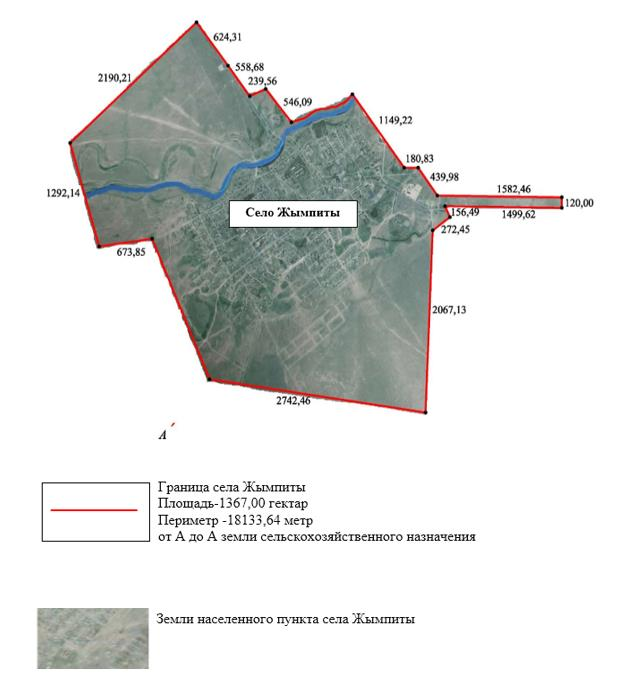 624,31
558,68
239,56
2190,21
546,09
1149,22
180,83
439,98
1292,14
1582,46
120,00
Село Жымпиты
156,49
1499,62
272,45
673,85
2067,13
2742,46
А
Граница села Жымпиты
Площадь-1367,00 гектар
Периметр -18133,64 метр
от А до А земли сельскохозяйственного назначения
Земли населенного пункта села Жымпиты